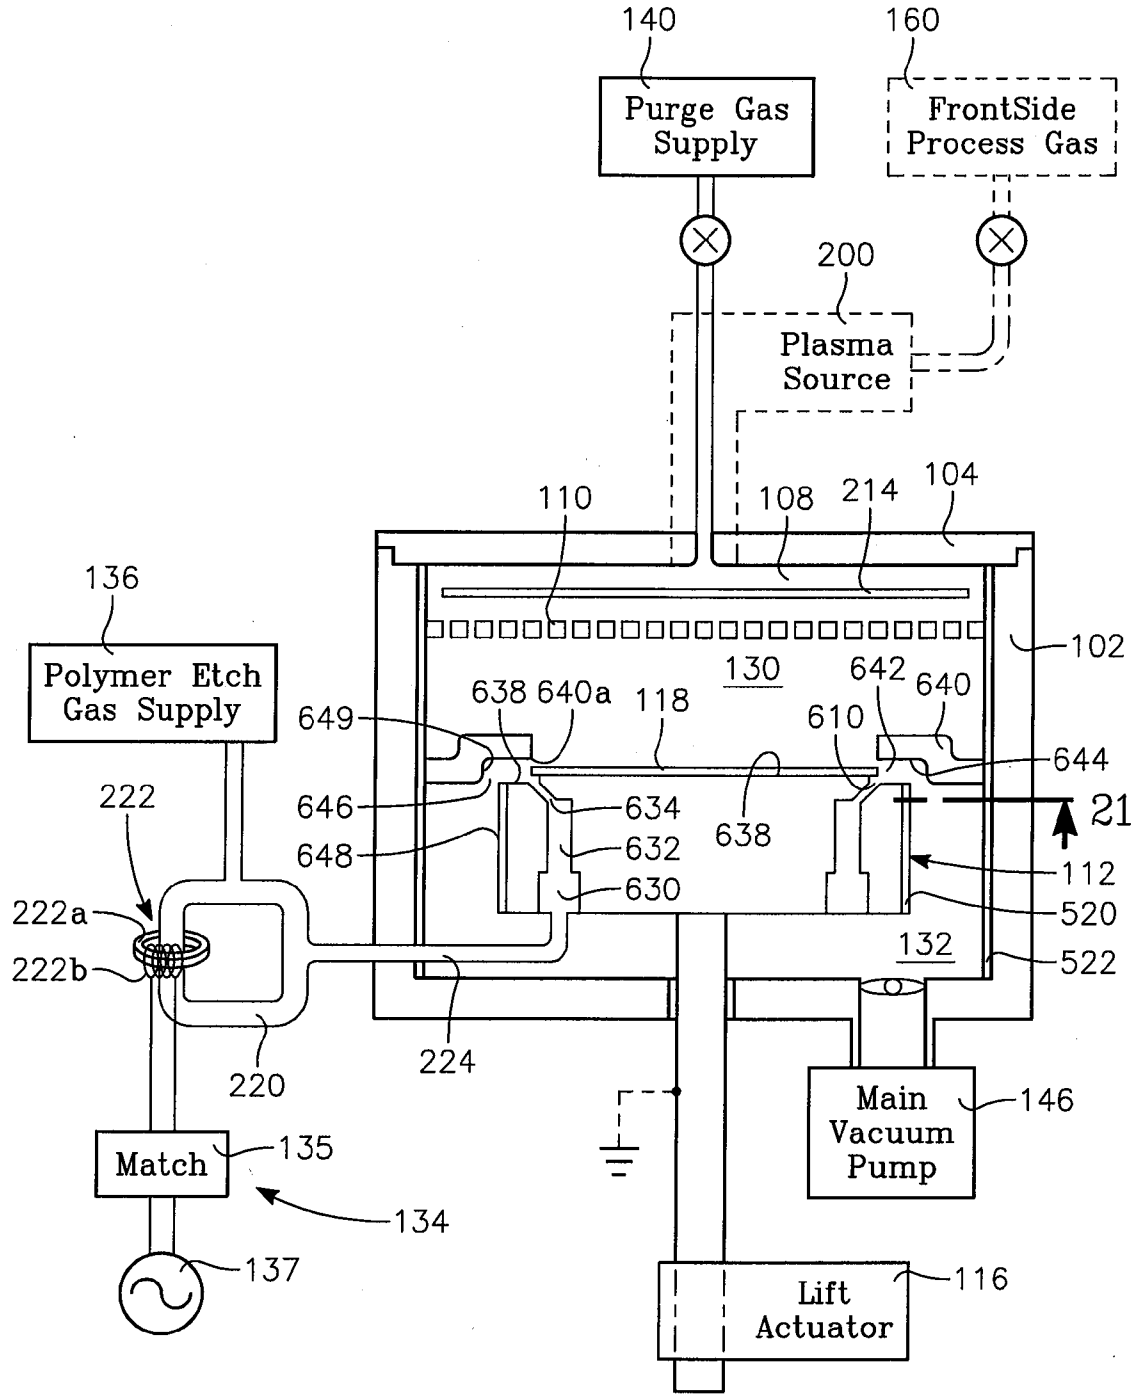 140
160
Purge Gas
Supply
FrontSide
Process Gas
200
Plasma
Source
110
108
214
104
136
Polymer Etch
Gas Supply
102
130
642
640
638
640a
118
610
649
644
646
634
638
21
222
648
632
112
630
222a
520
132
222b
522
220
224
Main
Vacuum
Pump
146
135
Match
134
137
116
Lift
Actuator